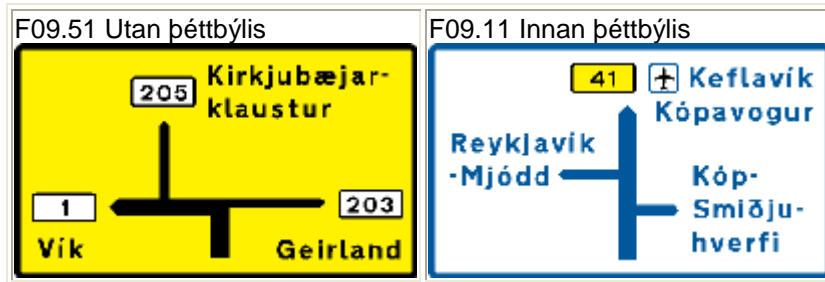 F09.51 Utan þéttbýlis
205
Kirkjubæjar-
klaustur
1
203
Vík
Geirland
F09.11 Innan þéttbýlis
41 Keflavík
Kópavogur
Reykjavík
-Mjódd
Kóp-
Smiðju-
hverfi